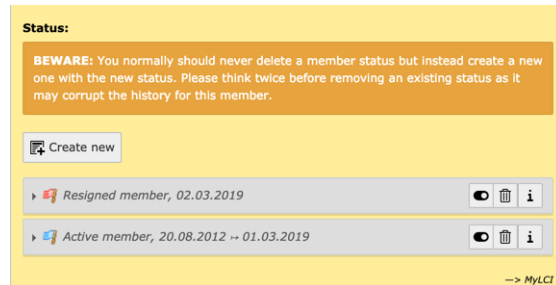 Status:
BEWARE: You normally should never delete a member status but instead create a new
one with the new status. Please think twice before removing an existing status as it
may corrupt the history for this member.
Create new
Resigned member, 02.03.2019
Active member, 20.08.2012 ↦ 01.03.2019
—> MyLCI